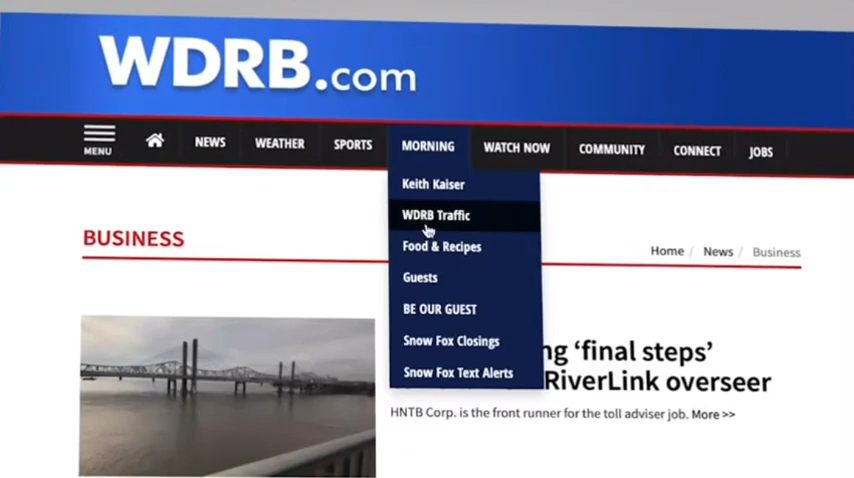 WDRB.com
MENU
NEWS
WEATHER
SPORTS
MORNING
WATCH NOW
COMMUNITY
CONNECT
JOBS
Keith Kaiser
WDRB Traffic
Food & Recipes
Guests
BE OUR GUEST
Snow Fox Closings
Snow Fox Text Alerts
BUSINESS
Home / News / Business
ng ‘final steps’
RiverLink overseer
HNTB Corp. is the front runner for the toll adviser job. More >>